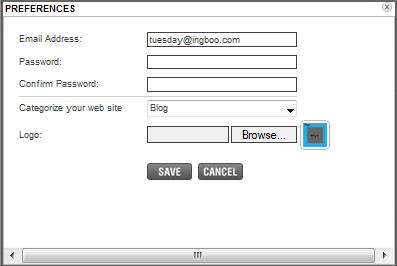 PREFERENCES
Email Address: tuesday@ingboo.com
Password:
Confirm Password:
Categorize your web site Blog
Logo: Browse...
SAVE CANCEL